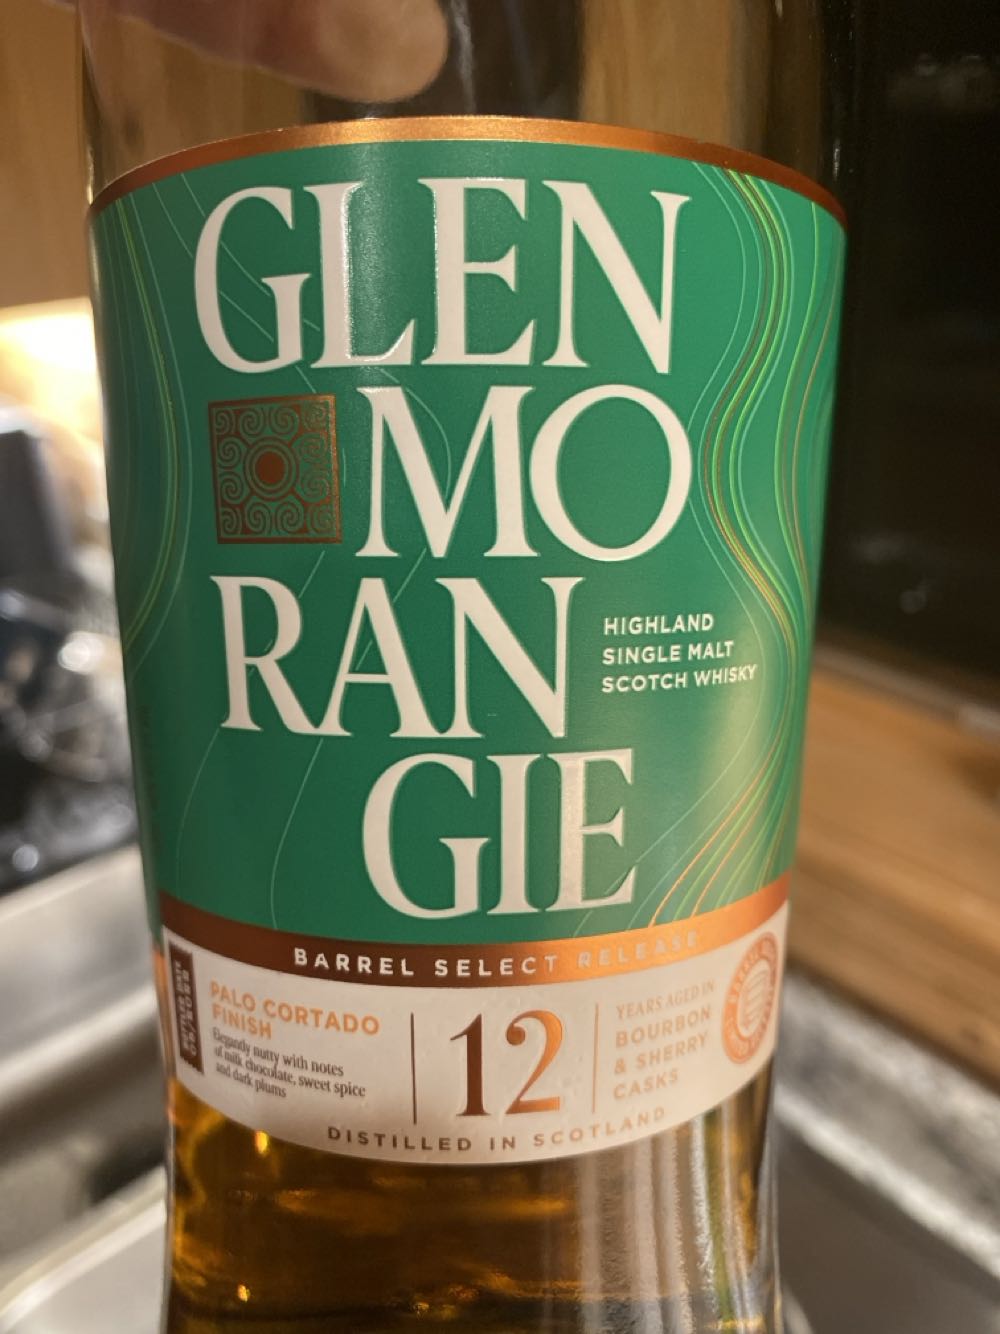 GLEN
MO
RAN
GIE
HIGHLAND
SINGLE MALT
SCOTCH WHISKY
BARREL SELECT RELEASE
PALO CORTADO
FINISH
Elegantly nutty with notes
of milk chocolate, sweet spice
and dark plums
12
YEARS AGED IN
BOURBON
& SHERRY
CASKS
DISTILLED IN SCOTLAND